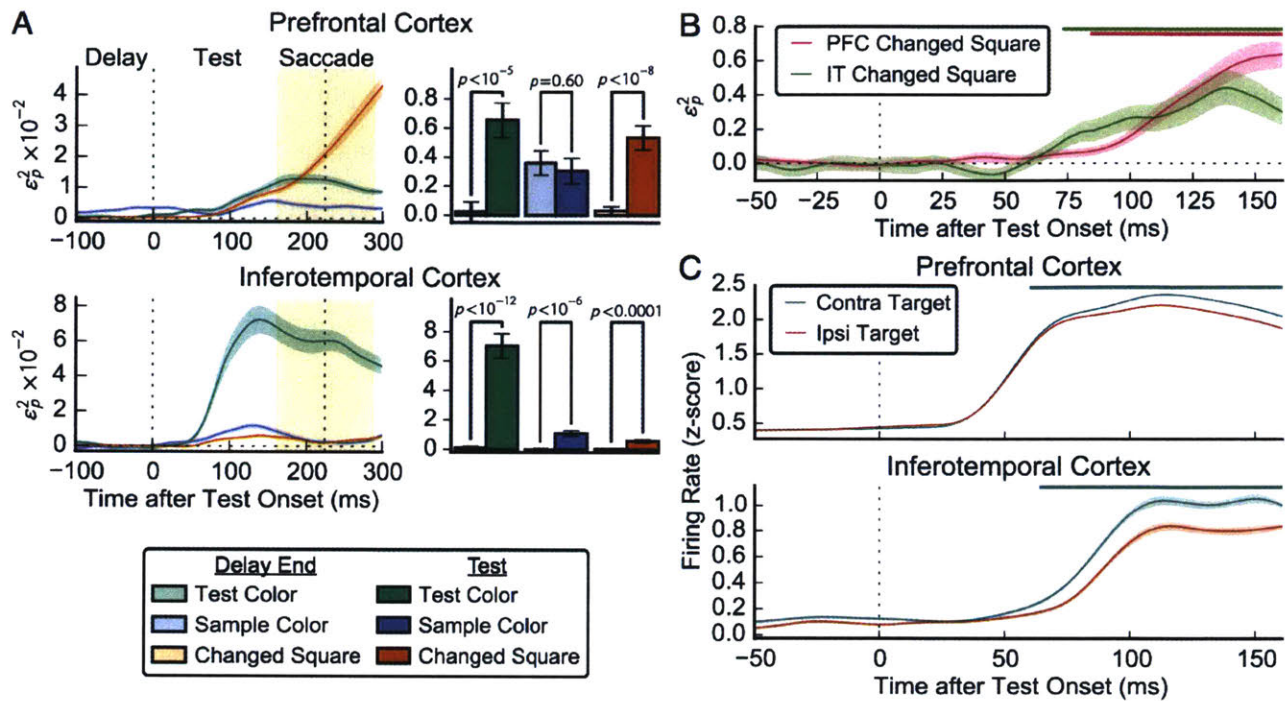 A
Prefrontal Cortex
Delay Test Saccade
p<10⁻⁵ p=0.60 p<10⁻⁸
εₚ² ×10⁻²
4
3
2
1
0
−100 0 100 200 300
0.8
0.6
0.4
0.2
0.0
Inferotemporal Cortex
p<10⁻¹² p<10⁻⁶ p<0.0001
εₚ² ×10⁻²
8
6
4
2
0
−100 0 100 200 300
Time after Test Onset (ms)
8
6
4
2
0
Delay End Test
Test Color Test Color
Sample Color Sample Color
Changed Square Changed Square
B
PFC Changed Square
IT Changed Square
εₚ²
0.8
0.6
0.4
0.2
0.0
−50 −25 0 25 50 75 100 125 150
Time after Test Onset (ms)
C
Prefrontal Cortex
Contra Target
Ipsi Target
2.5
2.0
1.5
1.0
0.5
Firing Rate (z-score)
Inferotemporal Cortex
1.0
0.8
0.6
0.4
0.2
0.0
−50 0 50 100 150
Time after Test Onset (ms)